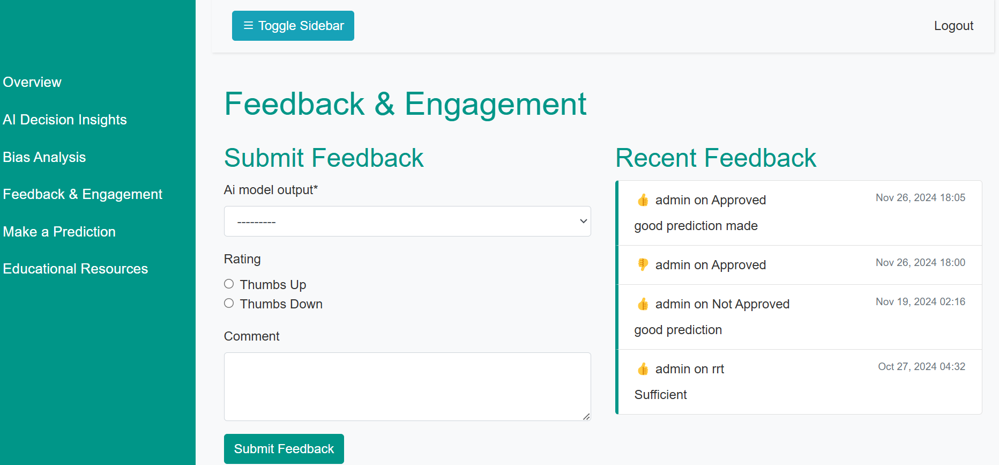 Toggle Sidebar
Logout
Overview
AI Decision Insights
Bias Analysis
Feedback & Engagement
Make a Prediction
Educational Resources
Feedback & Engagement
Submit Feedback
Ai model output*
---------
Rating
Thumbs Up
Thumbs Down
Comment
Submit Feedback
Recent Feedback
👍 admin on Approved
Nov 26, 2024 18:05
good prediction made
👎 admin on Approved
Nov 26, 2024 18:00
👍 admin on Not Approved
Nov 19, 2024 02:16
good prediction
👍 admin on rrt
Oct 27, 2024 04:32
Sufficient